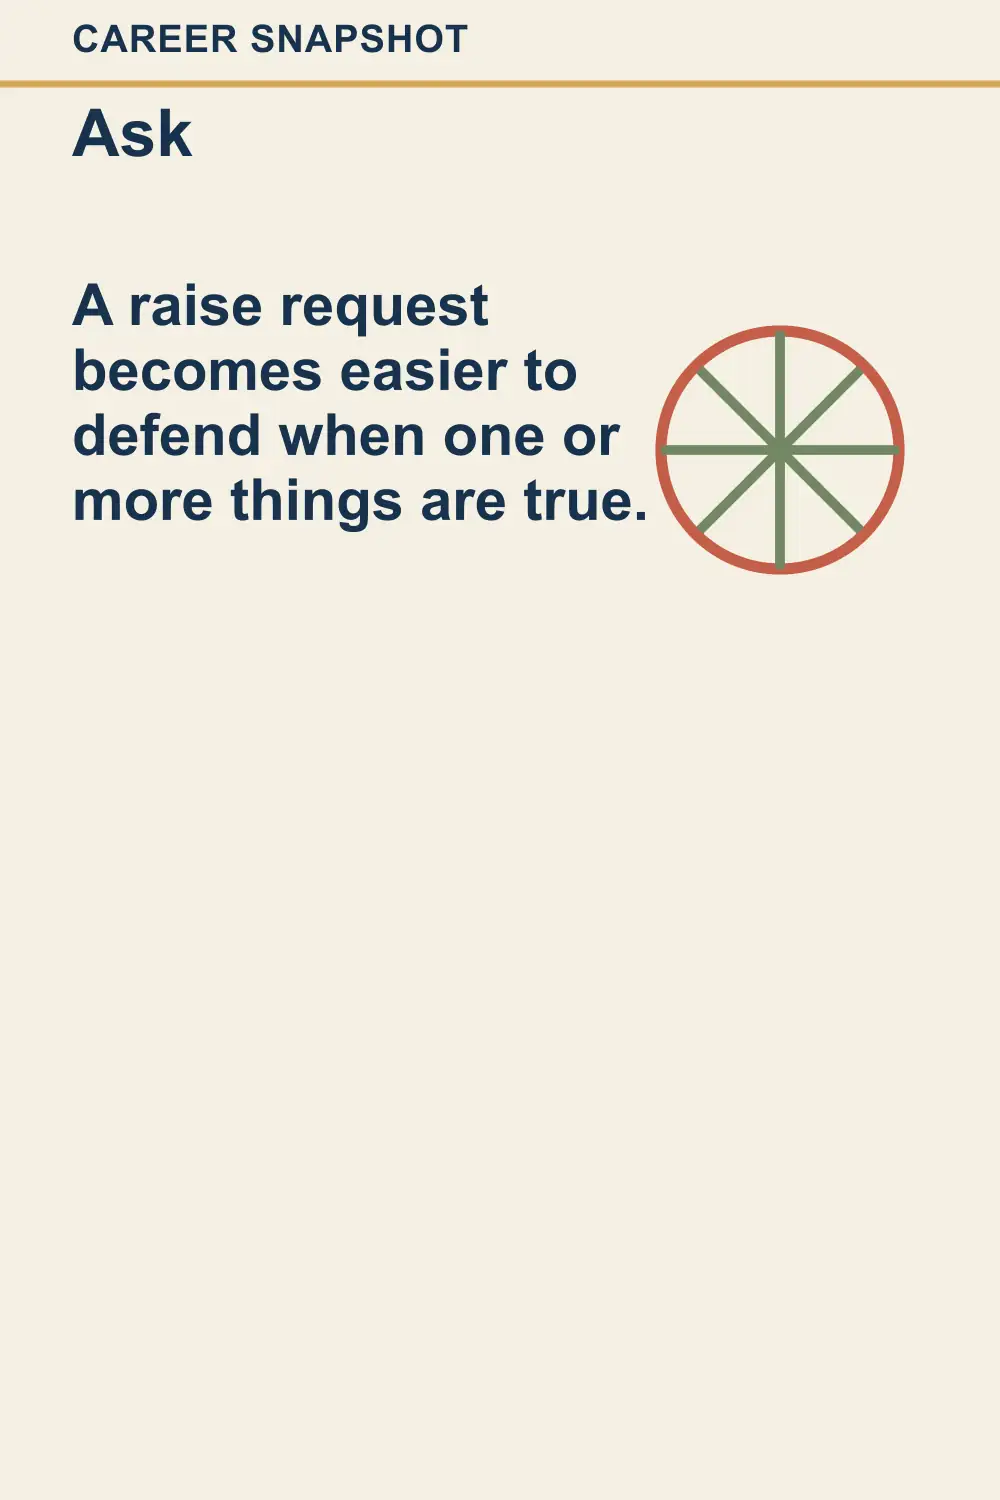 CAREER SNAPSHOT
Ask
A raise request
becomes easier to
defend when one or
more things are true.